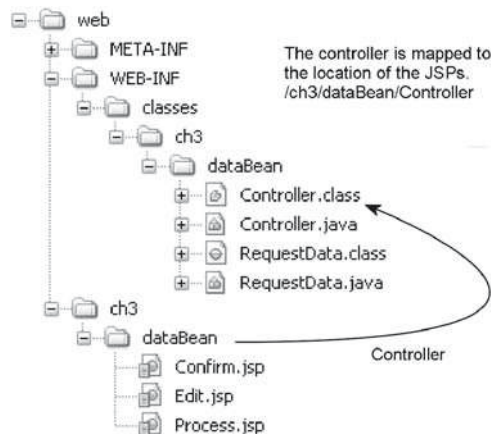 web
META-INF
The controller is mapped to
the location of the JSPs.
/ch3/dataBean/Controller
WEB-INF
classes
ch3
dataBean
Controller.class
Controller.java
RequestData.class
RequestData.java
ch3
dataBean
Controller
Confirm.jsp
Edit.jsp
Process.jsp